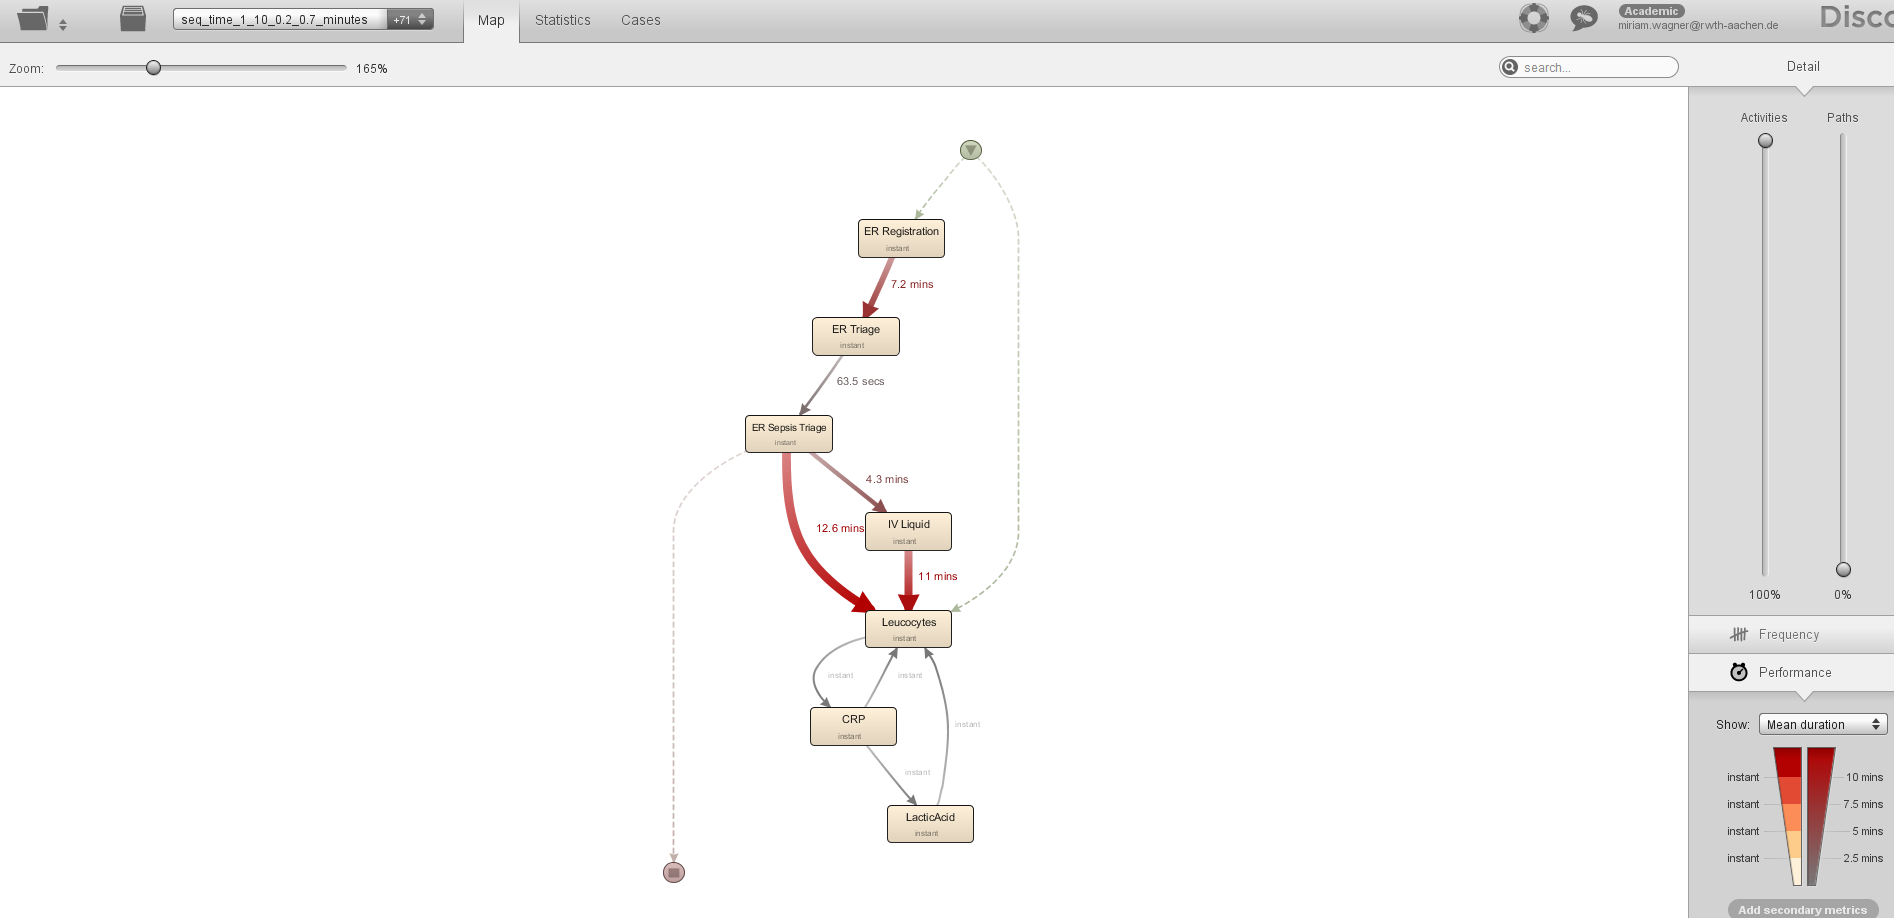 seq_time_1_10_0.2_0.7_minutes +71
Map Statistics Cases
Academic
miriam.wagner@rwth-aachen.de
Disco
Zoom: 165%
search...
Detail
Activities Paths
ER Registration
instant
7.2 mins
ER Triage
instant
63.5 secs
ER Sepsis Triage
instant
4.3 mins
12.6 mins
IV Liquid
instant
11 mins
Leucocytes
instant
instant
instant
CRP
instant
instant
instant
LacticAcid
instant
100% 0%
Frequency
Performance
Show: Mean duration
instant 10 mins
instant 7.5 mins
instant 5 mins
instant 2.5 mins
Add secondary metrics